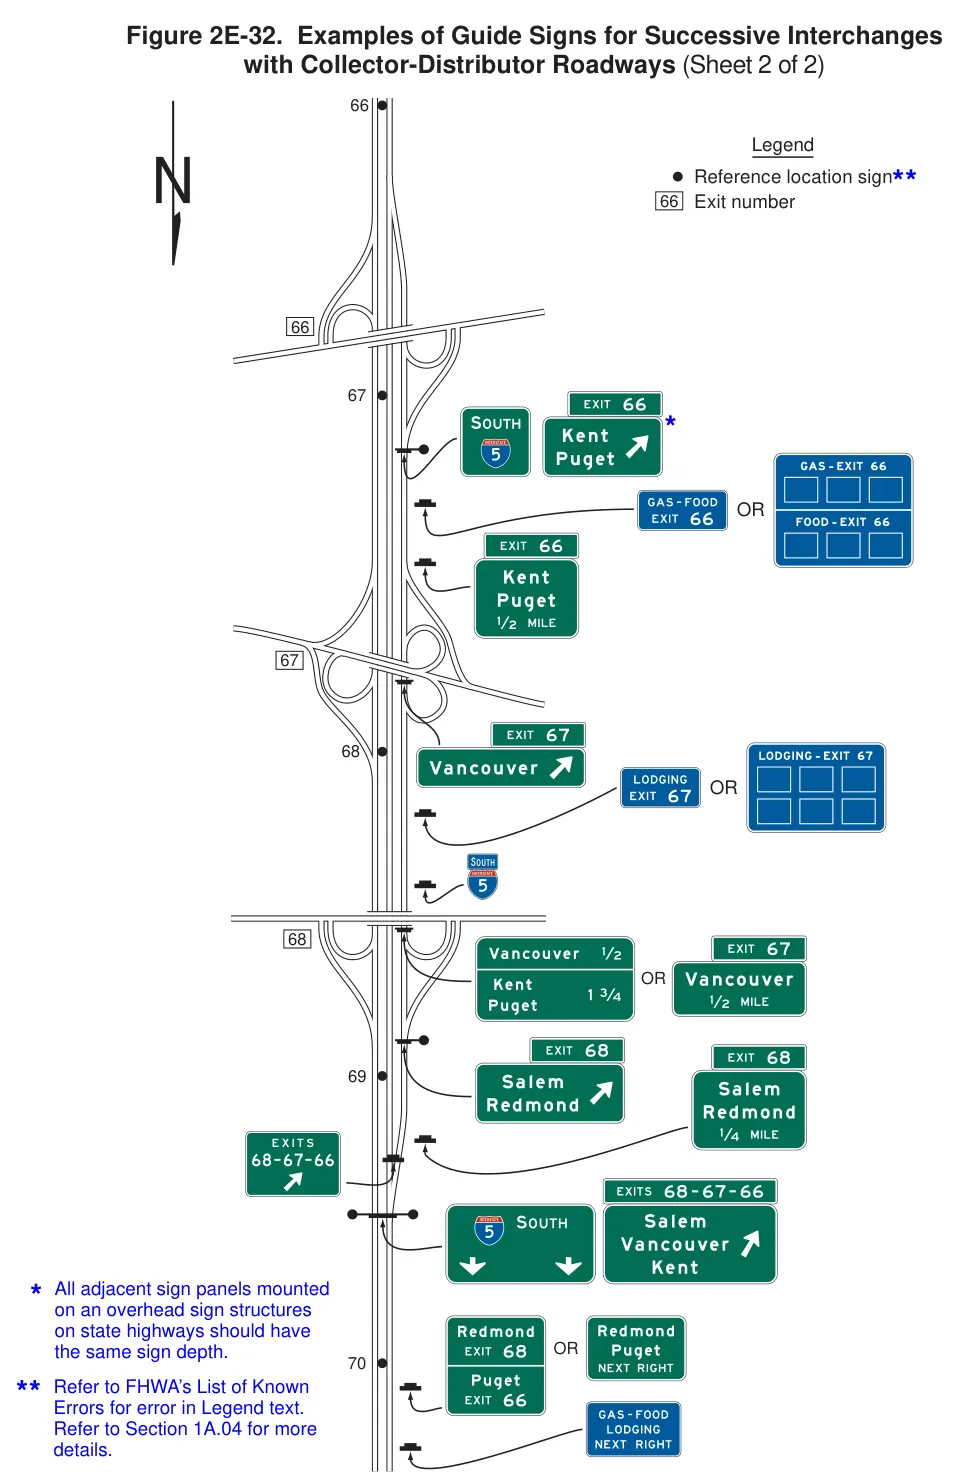 Figure 2E-32. Examples of Guide Signs for Successive Interchanges
with Collector-Distributor Roadways (Sheet 2 of 2)
66
N
Legend
Reference location sign**
66 Exit number
66
67
SOUTH
INTERSTATE
5
EXIT 66
Kent
Puget
*
GAS-FOOD
EXIT 66
OR
GAS-EXIT 66
FOOD-EXIT 66
EXIT 66
Kent
Puget
1/2 MILE
67
68
EXIT 67
Vancouver
LODGING
EXIT 67
OR
LODGING-EXIT 67
SOUTH
INTERSTATE
5
68
Vancouver 1/2
Kent
Puget 1 3/4
OR
EXIT 67
Vancouver
1/2 MILE
69
EXIT 68
Salem
Redmond
EXIT 68
Salem
Redmond
1/4 MILE
EXITS
68-67-66
INTERSTATE
5 SOUTH
EXITS 68-67-66
Salem
Vancouver
Kent
* All adjacent sign panels mounted
on an overhead sign structures
on state highways should have
the same sign depth.
** Refer to FHWA's List of Known
Errors for error in Legend text.
Refer to Section 1A.04 for more
details.
70
Redmond
EXIT 68
Puget
EXIT 66
OR
Redmond
Puget
NEXT RIGHT
GAS-FOOD
LODGING
NEXT RIGHT